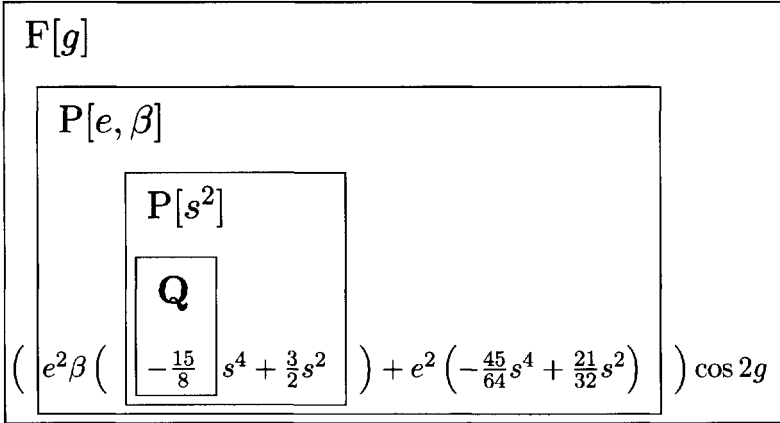 F[g]
P[e, β]
P[s²]
Q
( e²β ( −15/8 s⁴ + 3/2 s² ) + e² (−45/64 s⁴ + 21/32 s²) ) cos 2g